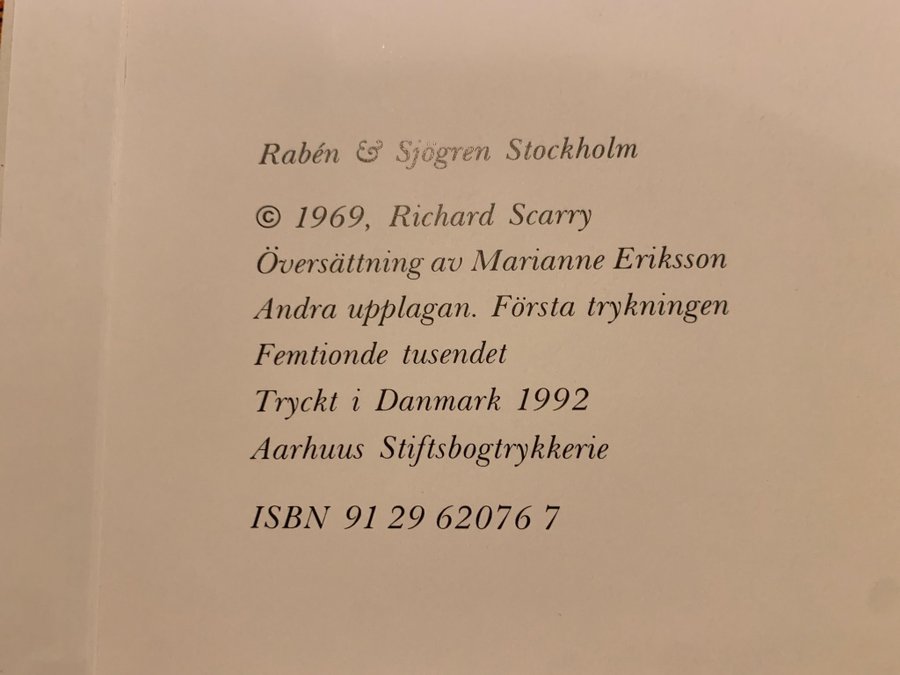 Rabén & Sjögren Stockholm
© 1969, Richard Scarry
Översättning av Marianne Eriksson
Andra upplagan. Första trykningen
Femtionde tusendet
Tryckt i Danmark 1992
Aarhuus Stiftsbogtrykkerie
ISBN 91 29 62076 7